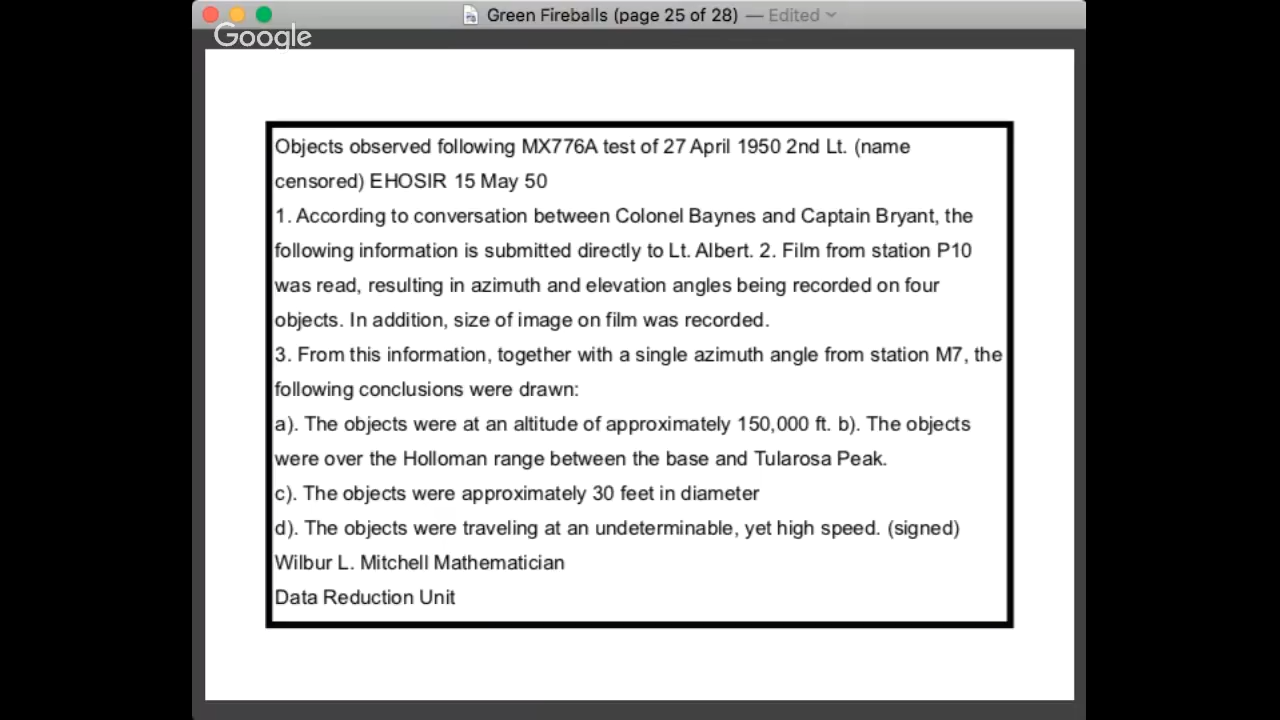 Green Fireballs (page 25 of 28) — Edited
Google
Objects observed following MX776A test of 27 April 1950 2nd Lt. (name
censored) EHOSIR 15 May 50
1. According to conversation between Colonel Baynes and Captain Bryant, the
following information is submitted directly to Lt. Albert. 2. Film from station P10
was read, resulting in azimuth and elevation angles being recorded on four
objects. In addition, size of image on film was recorded.
3. From this information, together with a single azimuth angle from station M7, the
following conclusions were drawn:
a). The objects were at an altitude of approximately 150,000 ft. b). The objects
were over the Holloman range between the base and Tularosa Peak.
c). The objects were approximately 30 feet in diameter
d). The objects were traveling at an undeterminable, yet high speed. (signed)
Wilbur L. Mitchell Mathematician
Data Reduction Unit